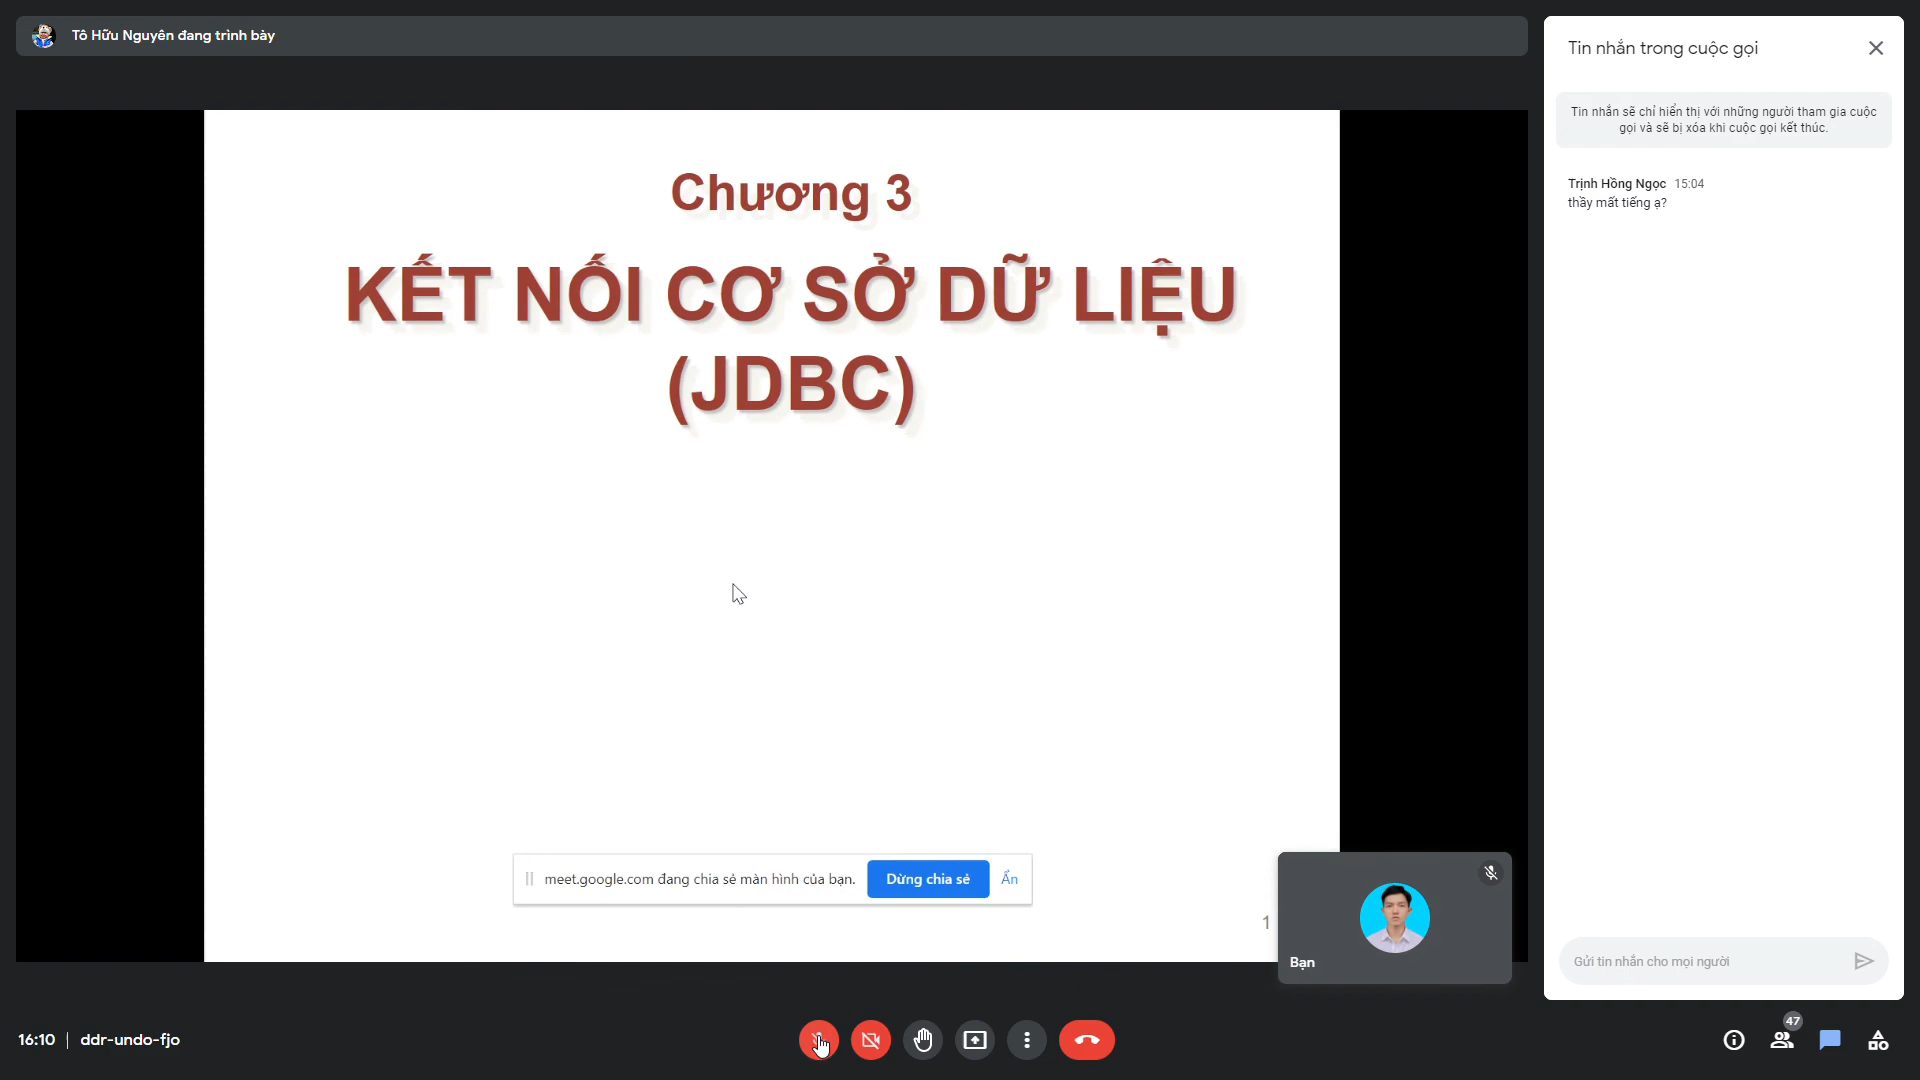 Tô Hữu Nguyên đang trình bày
Chương 3
KẾT NỐI CƠ SỞ DỮ LIỆU
(JDBC)
meet.google.com đang chia sẻ màn hình của bạn.
Dừng chia sẻ
Ẩn
1
Bạn
Tin nhắn trong cuộc gọi
Tin nhắn sẽ chỉ hiển thị với những người tham gia cuộc
gọi và sẽ bị xóa khi cuộc gọi kết thúc.
Trịnh Hồng Ngọc 15:04
thầy mất tiếng ạ?
Gửi tin nhắn cho mọi người
16:10 | ddr-undo-fjo
47